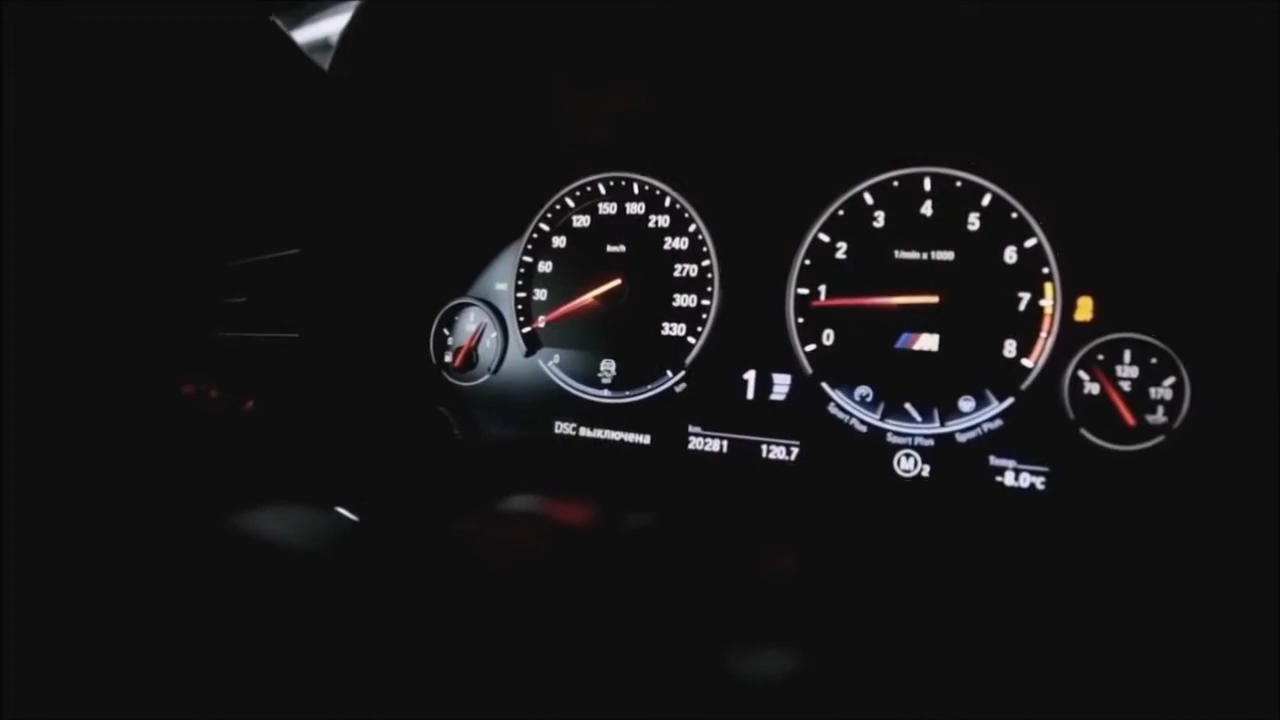 150 180
120 210
90 240
km/h
60 270
30 300
0 330
km
4
3 5
2 6
1/min x 1000
1 7
0 8
M
1
Sport Plus Sport Plus Sport Plus
DSC выключена
km
20281 120.7
M2
Temp.
-8.0°C
120
70 170
°C